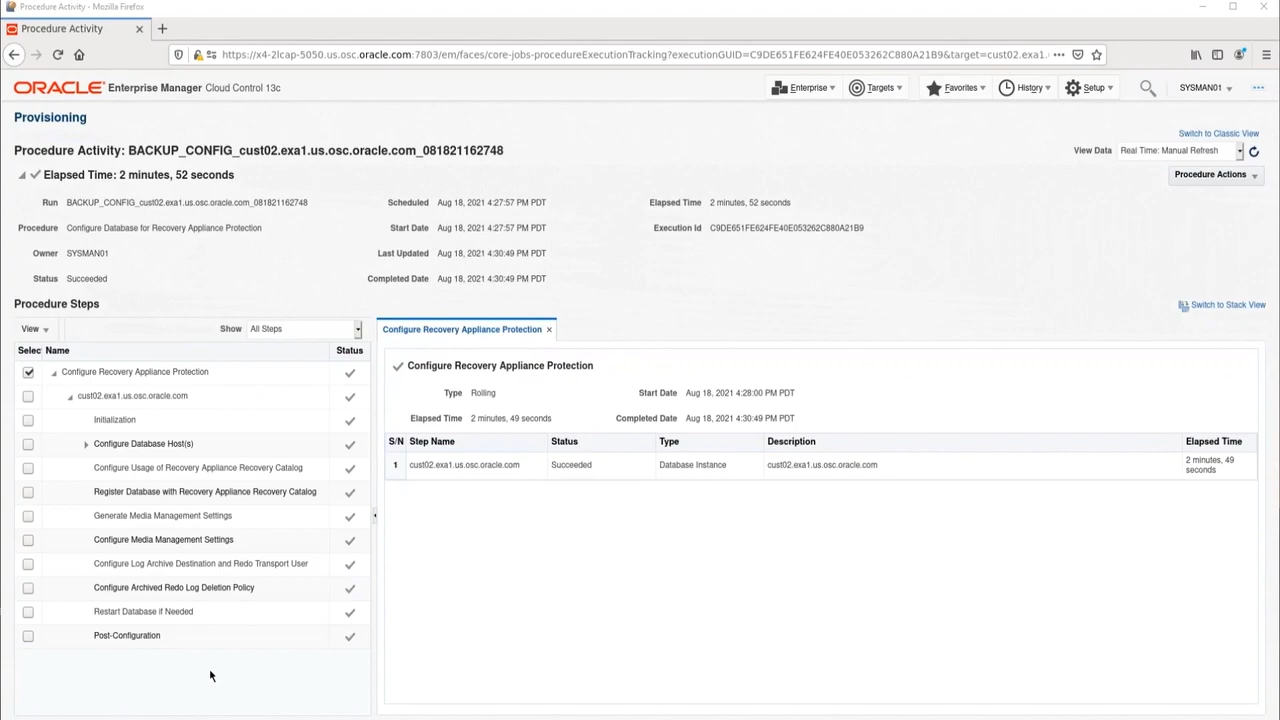 Procedure Activity - Mozilla Firefox
Procedure Activity
https://x4-2lcap-5050.us.osc.oracle.com:7803/em/faces/core-jobs-procedureExecutionTracking?executionGUID=C9DE651FE624FE40E053262C880A21B9&target=cust02.exa1.
ORACLE Enterprise Manager Cloud Control 13c
Enterprise Targets Favorites History Setup SYSMAN01
Provisioning
Switch to Classic View
Procedure Activity: BACKUP_CONFIG_cust02.exa1.us.osc.oracle.com_081821162748
View Data Real Time: Manual Refresh
Elapsed Time: 2 minutes, 52 seconds
Procedure Actions
Run BACKUP_CONFIG_cust02.exa1.us.osc.oracle.com_081821162748 Scheduled Aug 18, 2021 4:27:57 PM PDT Elapsed Time 2 minutes, 52 seconds
Procedure Configure Database for Recovery Appliance Protection Start Date Aug 18, 2021 4:27:57 PM PDT Execution Id C9DE651FE624FE40E053262C880A21B9
Owner SYSMAN01 Last Updated Aug 18, 2021 4:30:49 PM PDT
Status Succeeded Completed Date Aug 18, 2021 4:30:49 PM PDT
Procedure Steps
Switch to Stack View
View Show All Steps
Selec Name Status
Configure Recovery Appliance Protection
cust02.exa1.us.osc.oracle.com
Initialization
Configure Database Host(s)
Configure Usage of Recovery Appliance Recovery Catalog
Register Database with Recovery Appliance Recovery Catalog
Generate Media Management Settings
Configure Media Management Settings
Configure Log Archive Destination and Redo Transport User
Configure Archived Redo Log Deletion Policy
Restart Database if Needed
Post-Configuration
Configure Recovery Appliance Protection
Configure Recovery Appliance Protection
Type Rolling Start Date Aug 18, 2021 4:28:00 PM PDT
Elapsed Time 2 minutes, 49 seconds Completed Date Aug 18, 2021 4:30:49 PM PDT
S/N Step Name Status Type Description Elapsed Time
1 cust02.exa1.us.osc.oracle.com Succeeded Database Instance cust02.exa1.us.osc.oracle.com 2 minutes, 49
seconds